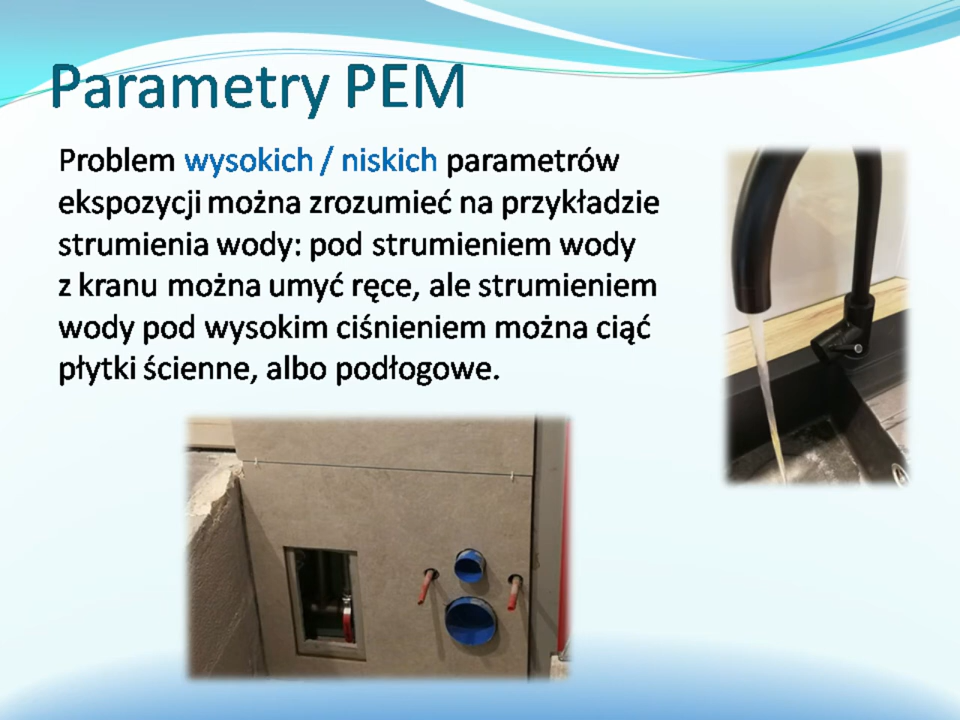 Parametry PEM
Problem wysokich / niskich parametrów
ekspozycji można zrozumieć na przykładzie
strumienia wody: pod strumieniem wody
z kranu można umyć ręce, ale strumieniem
wody pod wysokim ciśnieniem można ciąć
płytki ścienne, albo podłogowe.